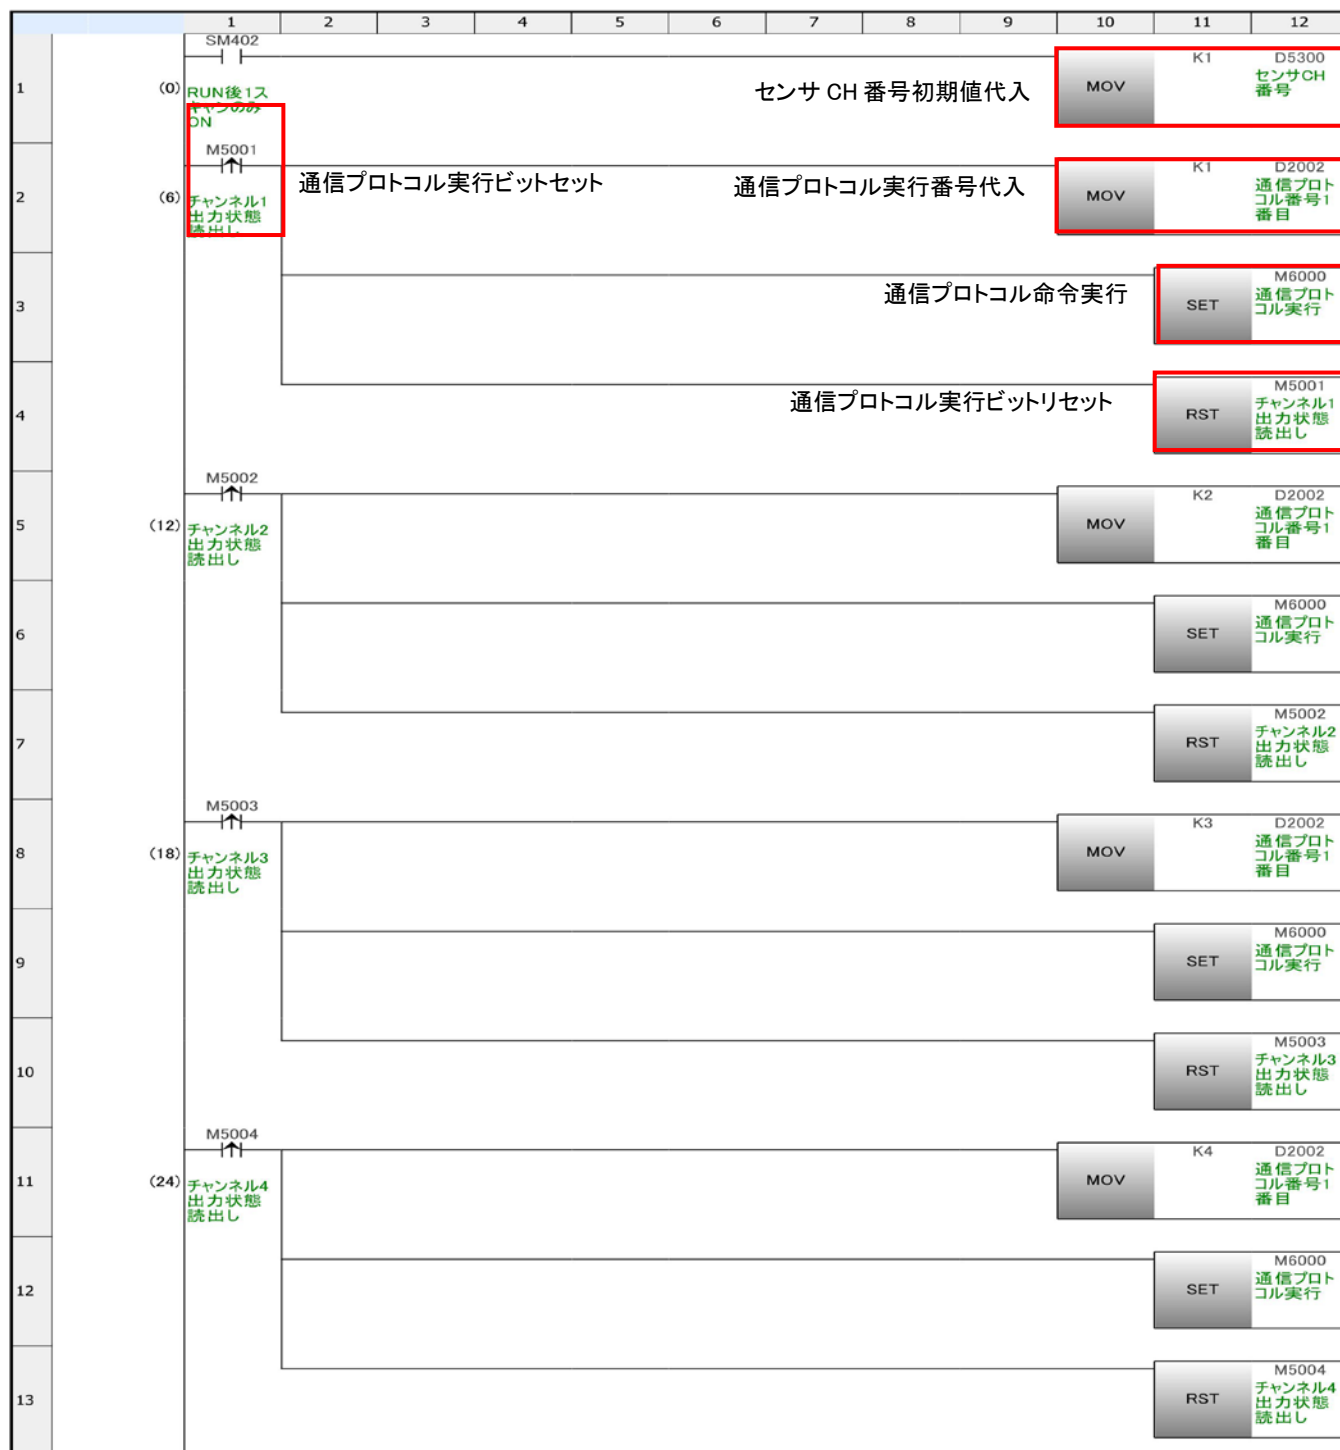 1 2 3 4 5 6 7 8 9 10 11 12
SM402
K1 D5300
1 (0) RUN後1ス
キャンのみ
ON
センサ CH 番号初期値代入
MOV
センサCH
番号
M5001
K1 D2002
2 (6) チャンネル1
出力状態
読出し
通信プロトコル実行ビットセット
通信プロトコル実行番号代入
MOV
通信プロト
コル番号1
番目
M6000
3
通信プロトコル命令実行
SET
通信プロト
コル実行
M5001
4
通信プロトコル実行ビットリセット
RST
チャンネル1
出力状態
読出し
M5002
K2 D2002
5 (12) チャンネル2
出力状態
読出し
MOV
通信プロト
コル番号1
番目
M6000
6
SET
通信プロト
コル実行
M5002
7
RST
チャンネル2
出力状態
読出し
M5003
K3 D2002
8 (18) チャンネル3
出力状態
読出し
MOV
通信プロト
コル番号1
番目
M6000
9
SET
通信プロト
コル実行
M5003
10
RST
チャンネル3
出力状態
読出し
M5004
K4 D2002
11 (24) チャンネル4
出力状態
読出し
MOV
通信プロト
コル番号1
番目
M6000
12
SET
通信プロト
コル実行
M5004
13
RST
チャンネル4
出力状態
読出し